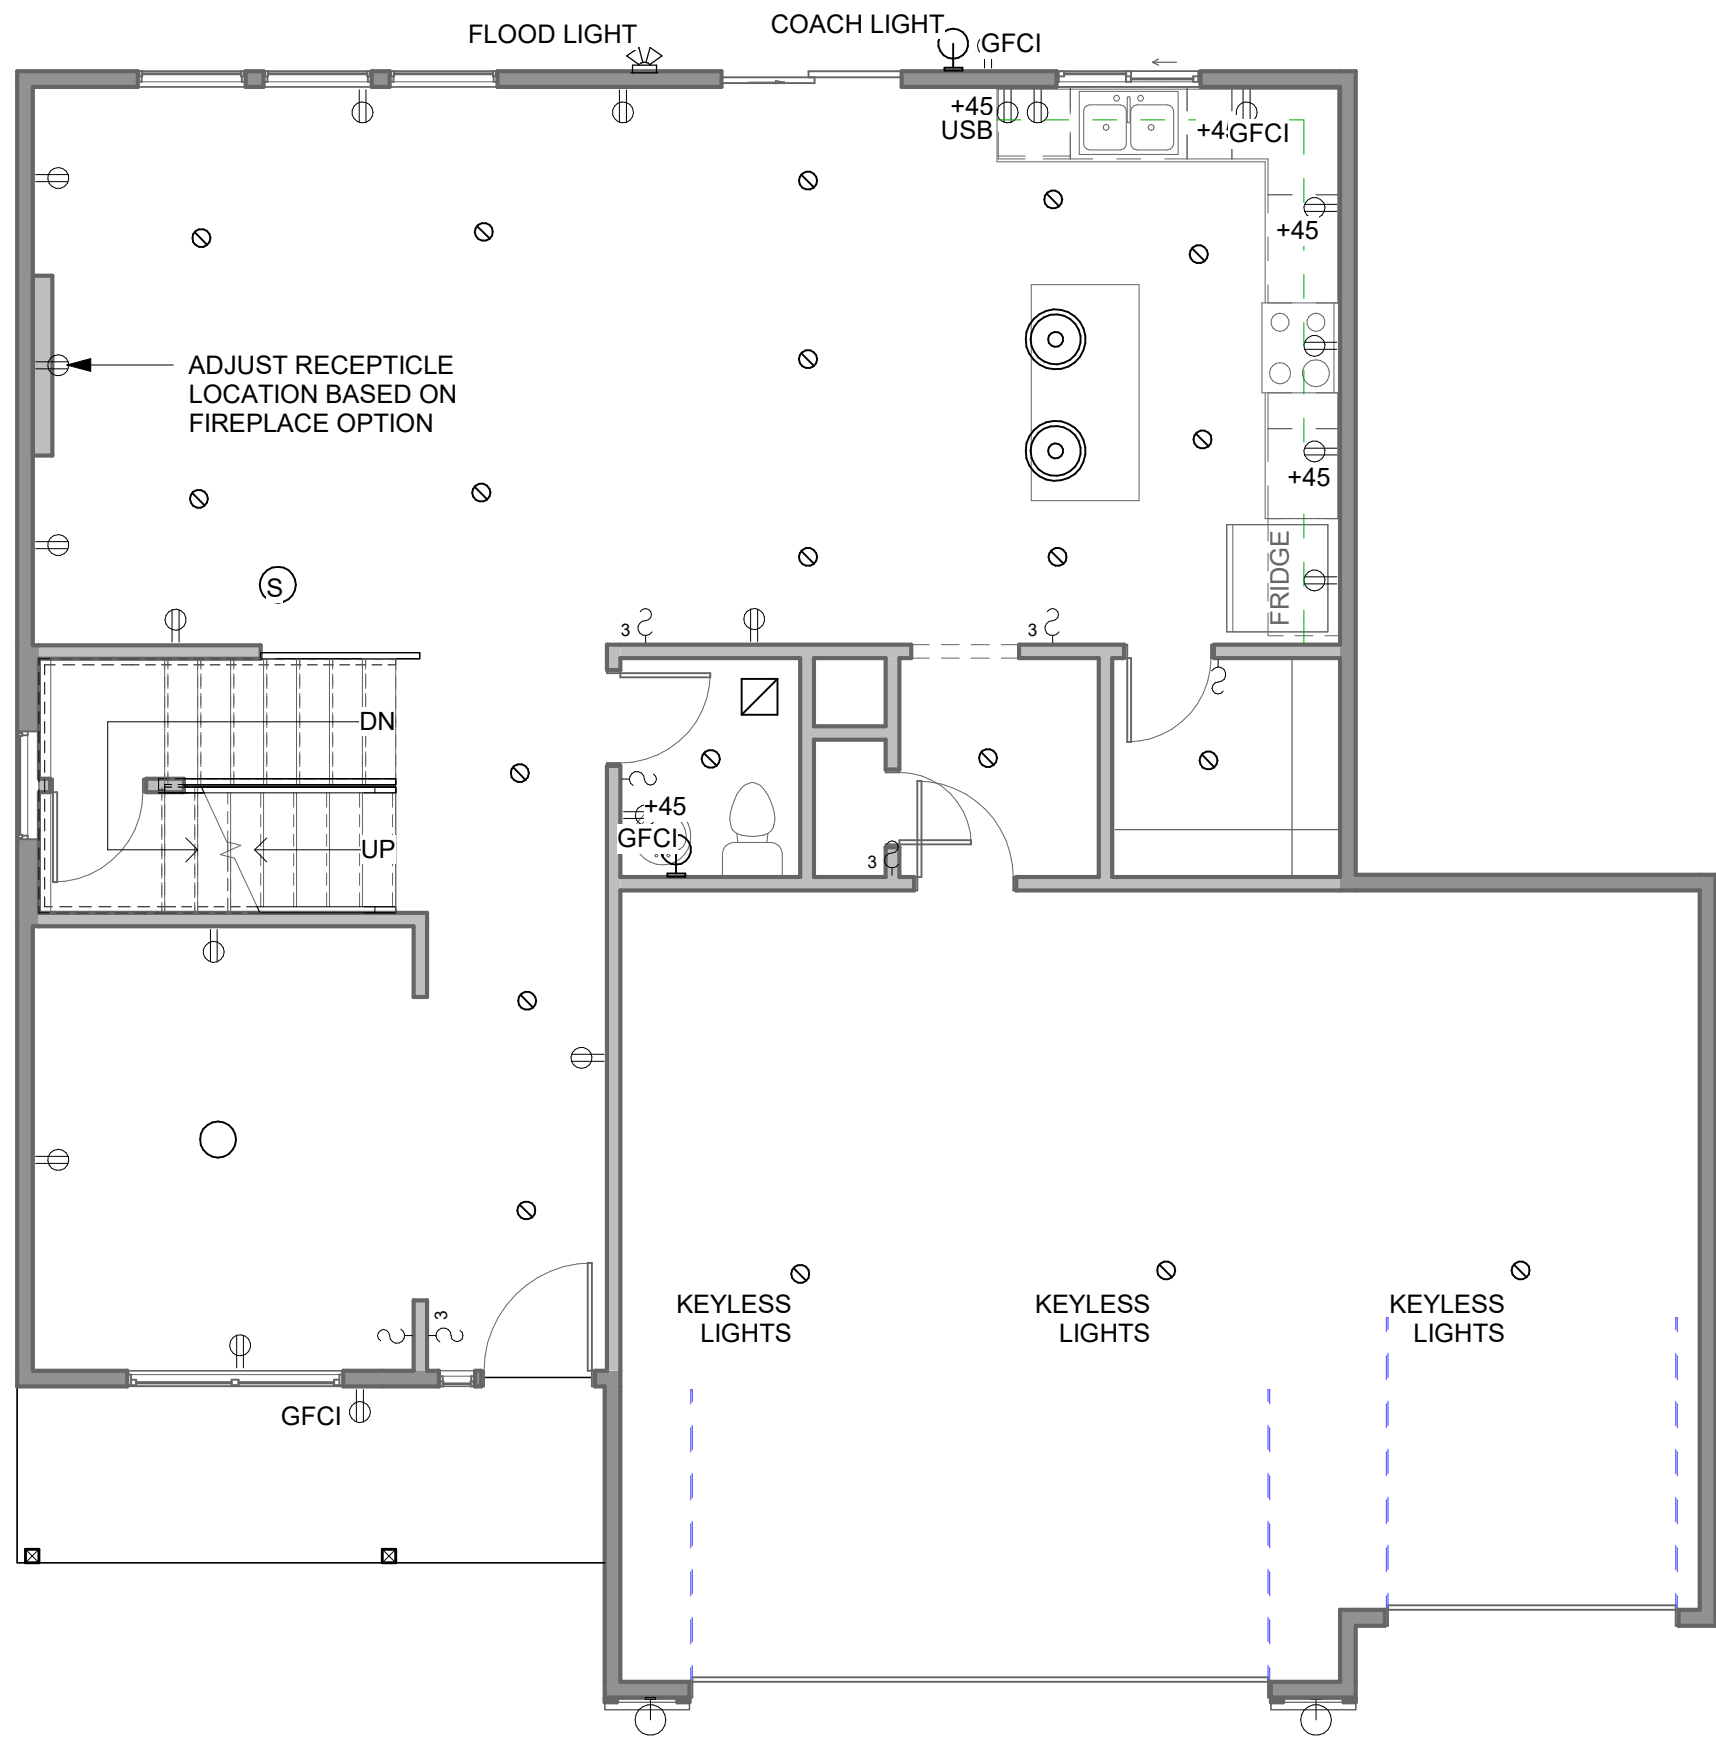 COACH LIGHT
FLOOD LIGHT
GFCI
+45
USB
+45
GFCI
+45
ADJUST RECEPTICLE
LOCATION BASED ON
FIREPLACE OPTION
+45
FRIDGE
S
3
3
DN
+45
GFCI
UP
3
KEYLESS
LIGHTS
KEYLESS
LIGHTS
KEYLESS
LIGHTS
3
GFCI